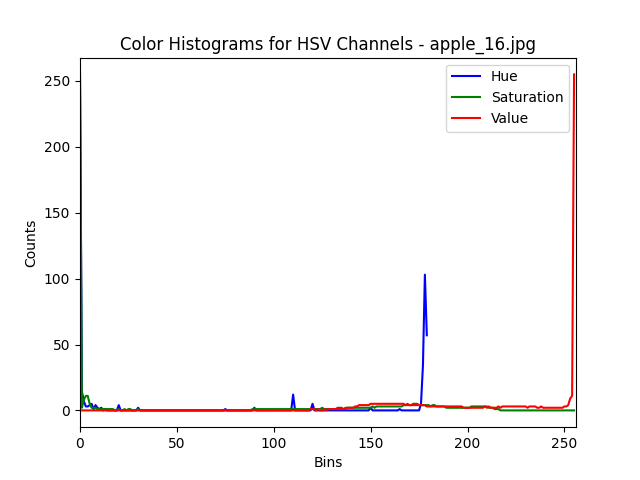 Color Histograms for HSV Channels - apple_16.jpg
Hue
Saturation
Value
Counts
250
200
150
100
50
0
0 50 100 150 200 250
Bins